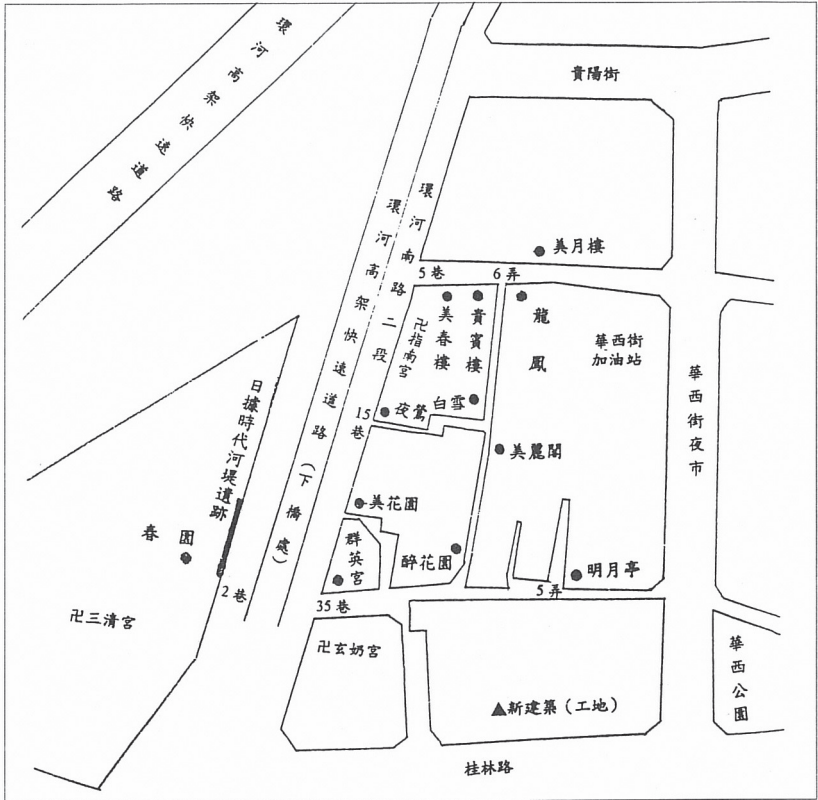 環河高架快速道路
貴陽街
環河南路二段
環河高架快速道路（下橋處）
美月樓
5巷
6弄
卍指南宮
美春樓
貴賓樓
龍鳳
華西街
加油站
夜鶯
白雪
15巷
華西街夜市
日據時代河堤遺跡
美麗閣
美花園
春園
群英宮
醉花園
明月亭
2巷
35巷
5弄
卍三清宮
卍玄奶宮
華西公園
▲新建築（工地）
桂林路